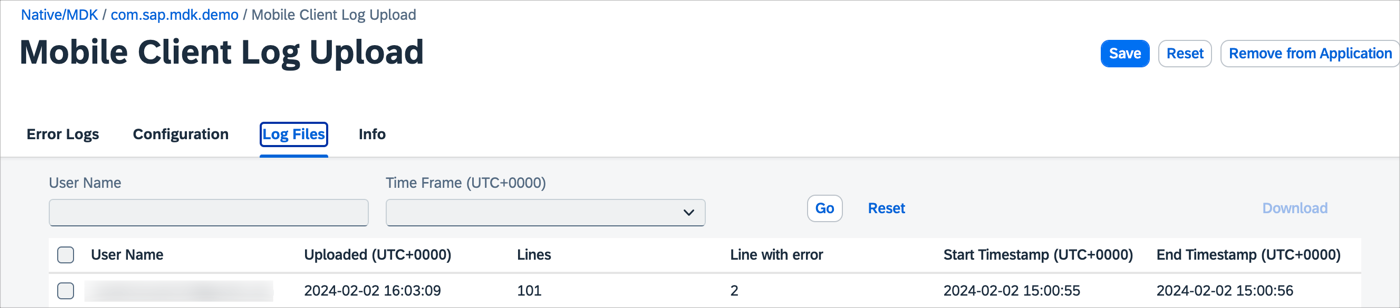 Native/MDK / com.sap.mdk.demo / Mobile Client Log Upload
Mobile Client Log Upload
Save Reset Remove from Application
Error Logs Configuration Log Files Info
User Name Time Frame (UTC+0000)
Go Reset Download
User Name Uploaded (UTC+0000) Lines Line with error Start Timestamp (UTC+0000) End Timestamp (UTC+0000)
2024-02-02 16:03:09 101 2 2024-02-02 15:00:55 2024-02-02 15:00:56